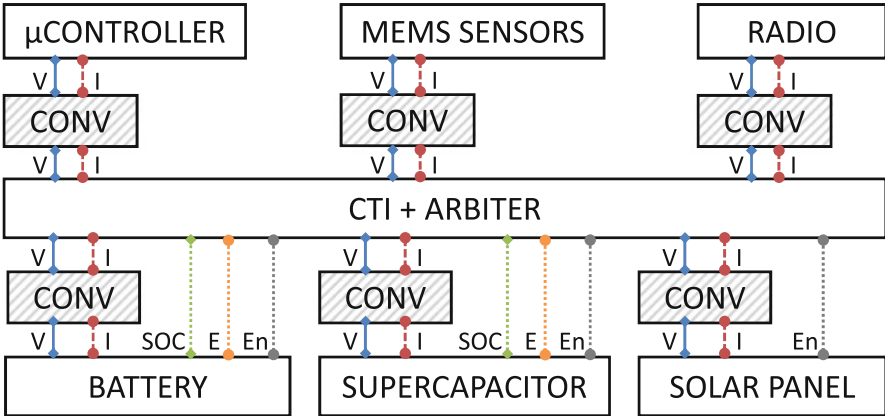 µCONTROLLER MEMS SENSORS RADIO
V I V I V I
CONV CONV CONV
V I V I V I
CTI + ARBITER
V I V I V I
CONV CONV CONV
V I SOC E En V I SOC E En V I En
BATTERY SUPERCAPACITOR SOLAR PANEL